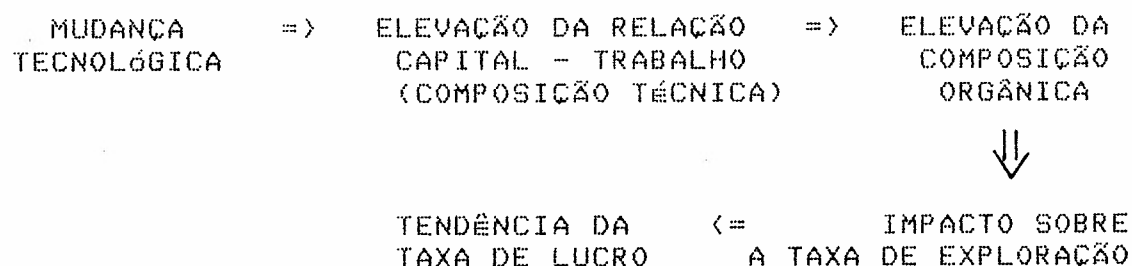 MUDANÇA => ELEVAÇÃO DA RELAÇÃO => ELEVAÇÃO DA
TECNOLóGICA CAPITAL - TRABALHO COMPOSIÇÃO
(COMPOSIÇÃO TÉCNICA) ORGÂNICA
⇓
TENDÊNCIA DA <= IMPACTO SOBRE
TAXA DE LUCRO A TAXA DE EXPLORAÇÃO